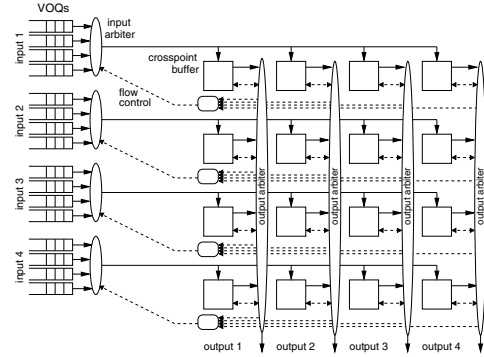 VOQs
input
arbiter
input 1
crosspoint
buffer
flow
control
input 2
input 3
input 4
output arbiter
output arbiter
output arbiter
output arbiter
output 1
output 2
output 3
output 4